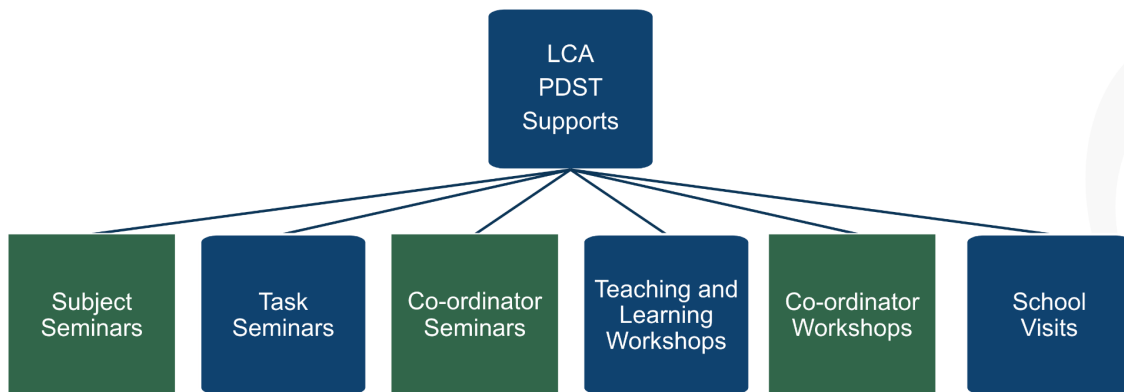 LCA
PDST
Supports
Subject
Seminars
Task
Seminars
Co-ordinator
Seminars
Teaching and
Learning
Workshops
Co-ordinator
Workshops
School
Visits